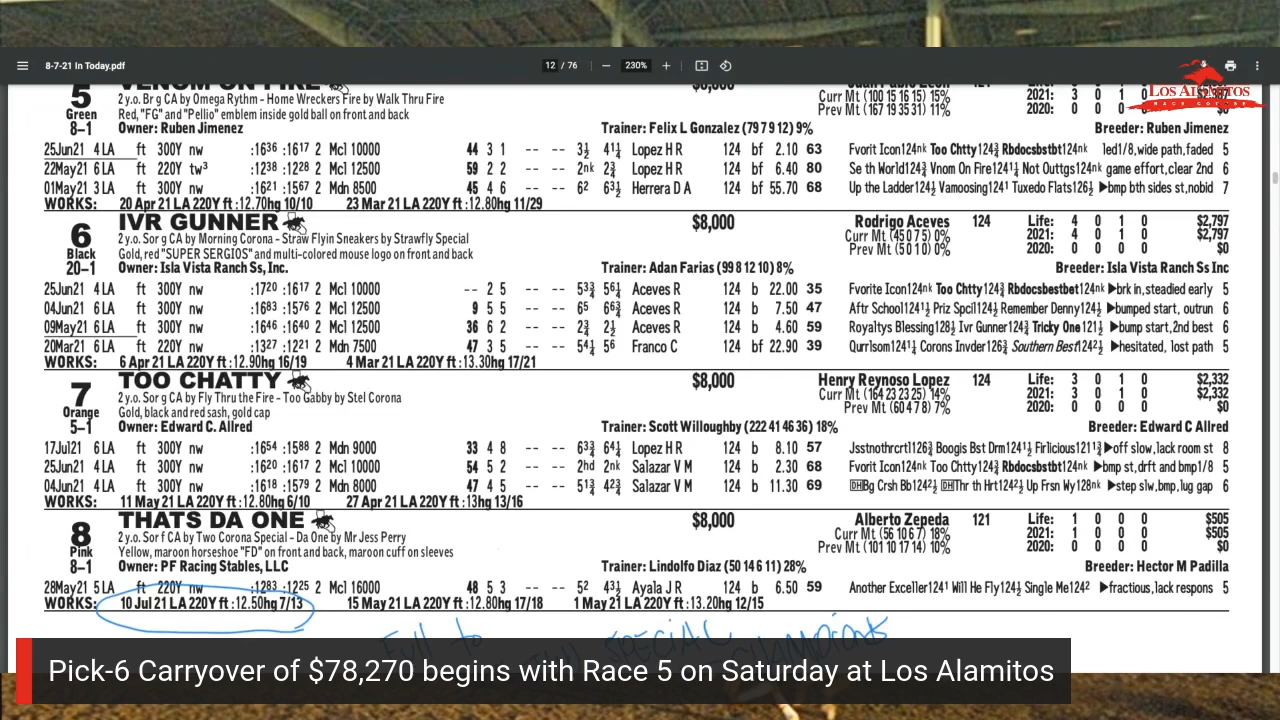 8-7-21 In Today.pdf
12 / 76
230%
LOS ALAMITOS
RACE COURSE
5 VENOM ON FIRE $8,000
2021: 3 0 1 0 $2,387
2 y.o. Br g CA by Omega Rythm - Home Wreckers Fire by Walk Thru Fire Curr Mt (100 15 16 15) 15%
Green Red, "FG" and "Pellio" emblem inside gold ball on front and back Prev Mt (167 19 35 31) 11%
8-1 Owner: Ruben Jimenez Trainer: Felix L Gonzalez (79 7 9 12) 9% Breeder: Ruben Jimenez
25Jun21 4 LA ft 300Y nw :1636 :1617 2 Mcl 10000 44 3 1 -- -- 3½ 41¼ Lopez H R 124 bf 2.10 63 Fvorit Icon124nk Too Chtty124¾ Rbdocsbstbt124nk led1/8, wide path,faded 5
22May21 6 LA ft 220Y tw3 :1238 :1228 2 Mcl 12500 59 2 2 -- -- 2nk 2¾ Lopez H R 124 bf 6.40 80 Se th World124¾ Vnom On Fire1241¼ Not Outtgs124nk game effort,clear 2nd 6
01May21 3 LA ft 300Y nw :1621 :1567 2 Mdn 8500 45 4 6 -- -- 6² 63½ Herrera D A 124 bf 55.70 68 Up the Ladder124½ Vamoosing124¹ Tuxedo Flats126½ ►bmp bth sides st,nobid 7
WORKS: 20 Apr 21 LA 220Y ft :12.70hg 10/10 23 Mar 21 LA 220Y ft :12.80hg 11/29
6 IVR GUNNER $8,000 Rodrigo Aceves 124 Life: 4 0 1 0 $2,797
2 y.o. Sor g CA by Morning Corona - Straw Flyin Sneakers by Strawfly Special Curr Mt (45 0 7 5) 0% 2021: 4 0 1 0 $2,797
Black Gold, red "SUPER SERGIOS" and multi-colored mouse logo on front and back Prev Mt (5 0 1 0) 0% 2020: 0 0 0 0 $0
20-1 Owner: Isla Vista Ranch Ss, Inc. Trainer: Adan Farias (99 8 12 10) 8% Breeder: Isla Vista Ranch Ss Inc
25Jun21 4 LA ft 300Y nw :1720 :1617 2 Mcl 10000 -- 2 5 -- -- 53¾ 56¼ Aceves R 124 b 22.00 35 Fvorite Icon124nk Too Chtty124¾ Rbdocsbestbet124nk ►brk in,steadied early 5
04Jun21 6 LA ft 300Y nw :1683 :1576 2 Mcl 12500 9 5 5 -- -- 6⁵ 66¾ Aceves R 124 b 7.50 47 Aftr School124¹½ Priz Spcil124½ Remember Denny124½ ►bumped start, outrun 6
09May21 6 LA ft 300Y nw :1646 :1640 2 Mcl 12500 36 6 2 -- -- 2¾ 2½ Aceves R 124 b 4.60 59 Royaltys Blessing128½ Ivr Gunner124¾ Tricky One121½ ►bump start,2nd best 6
20Mar21 6 LA ft 220Y nw :1327 :1221 2 Mdn 7500 47 3 5 -- -- 54¼ 5⁶ Franco C 124 bf 22.90 39 Qurrlsom124¹¼ Corons Invder126¾ Southern Best124²½ ►hesitated, lost path 5
WORKS: 6 Apr 21 LA 220Y ft :12.90hg 16/19 4 Mar 21 LA 220Y ft :13.30hg 17/21
7 TOO CHATTY $8,000 Henry Reynoso Lopez 124 Life: 3 0 1 0 $2,332
2 y.o. Sor g CA by Fly Thru the Fire - Too Gabby by Stel Corona Curr Mt (164 23 23 25) 14% 2021: 3 0 1 0 $2,332
Orange Gold, black and red sash, gold cap Prev Mt (60 4 7 8) 7% 2020: 0 0 0 0 $0
5-1 Owner: Edward C. Allred Trainer: Scott Willoughby (222 41 46 36) 18% Breeder: Edward C Allred
17Jul21 6 LA ft 300Y nw :1654 :1588 2 Mdn 9000 33 4 8 -- -- 63¾ 64¼ Lopez H R 124 b 8.10 57 Jsstnothrcrtl126¾ Boogis Bst Drm124¹½ Firlicious121¹¾ ►off slow, lack room st 8
25Jun21 4 LA ft 300Y nw :1620 :1617 2 Mcl 10000 54 5 2 -- -- 2hd 2nk Salazar V M 124 b 2.30 68 Fvorit Icon124nk Too Chtty124¾ Rbdocsbstbt124nk ►bmp st,drft and bmp1/8 5
04Jun21 4 LA ft 300Y nw :1618 :1579 2 Mdn 8000 47 4 5 -- -- 51¾ 42¾ Salazar V M 124 b 11.30 69 DH Bg Crsh Bb124²½ DH Thr th Hrt124²½ Up Frsn Wy128nk ►step slw,bmp,lug gap 6
WORKS: 11 May 21 LA 220Y ft :12.80hg 6/10 27 Apr 21 LA 220Y ft :13hg 13/16
8 THATS DA ONE $8,000 Alberto Zepeda 121 Life: 1 0 0 0 $505
2 y.o. Sor f CA by Two Corona Special - Da One by Mr Jess Perry Curr Mt (56 10 6 7) 18% 2021: 1 0 0 0 $505
Pink Yellow, maroon horseshoe "FD" on front and back, maroon cuff on sleeves Prev Mt (101 10 17 14) 10% 2020: 0 0 0 0 $0
8-1 Owner: PF Racing Stables, LLC Trainer: Lindolfo Diaz (50 14 6 11) 28% Breeder: Hector M Padilla
28May21 5 LA ft 220Y nw :1283 :1225 2 Mcl 16000 48 5 3 -- -- 5² 43½ Ayala J R 124 b 6.50 59 Another Exceller124¹ Will He Fly124½ Single Me124² ►fractious, lack respons 5
WORKS: 10 Jul 21 LA 220Y ft :12.50hg 7/13 15 May 21 LA 220Y ft :12.80hg 17/18 1 May 21 LA 220Y ft :13.20hg 12/15
Full to SPECIAL Champions
Pick-6 Carryover of $78,270 begins with Race 5 on Saturday at Los Alamitos